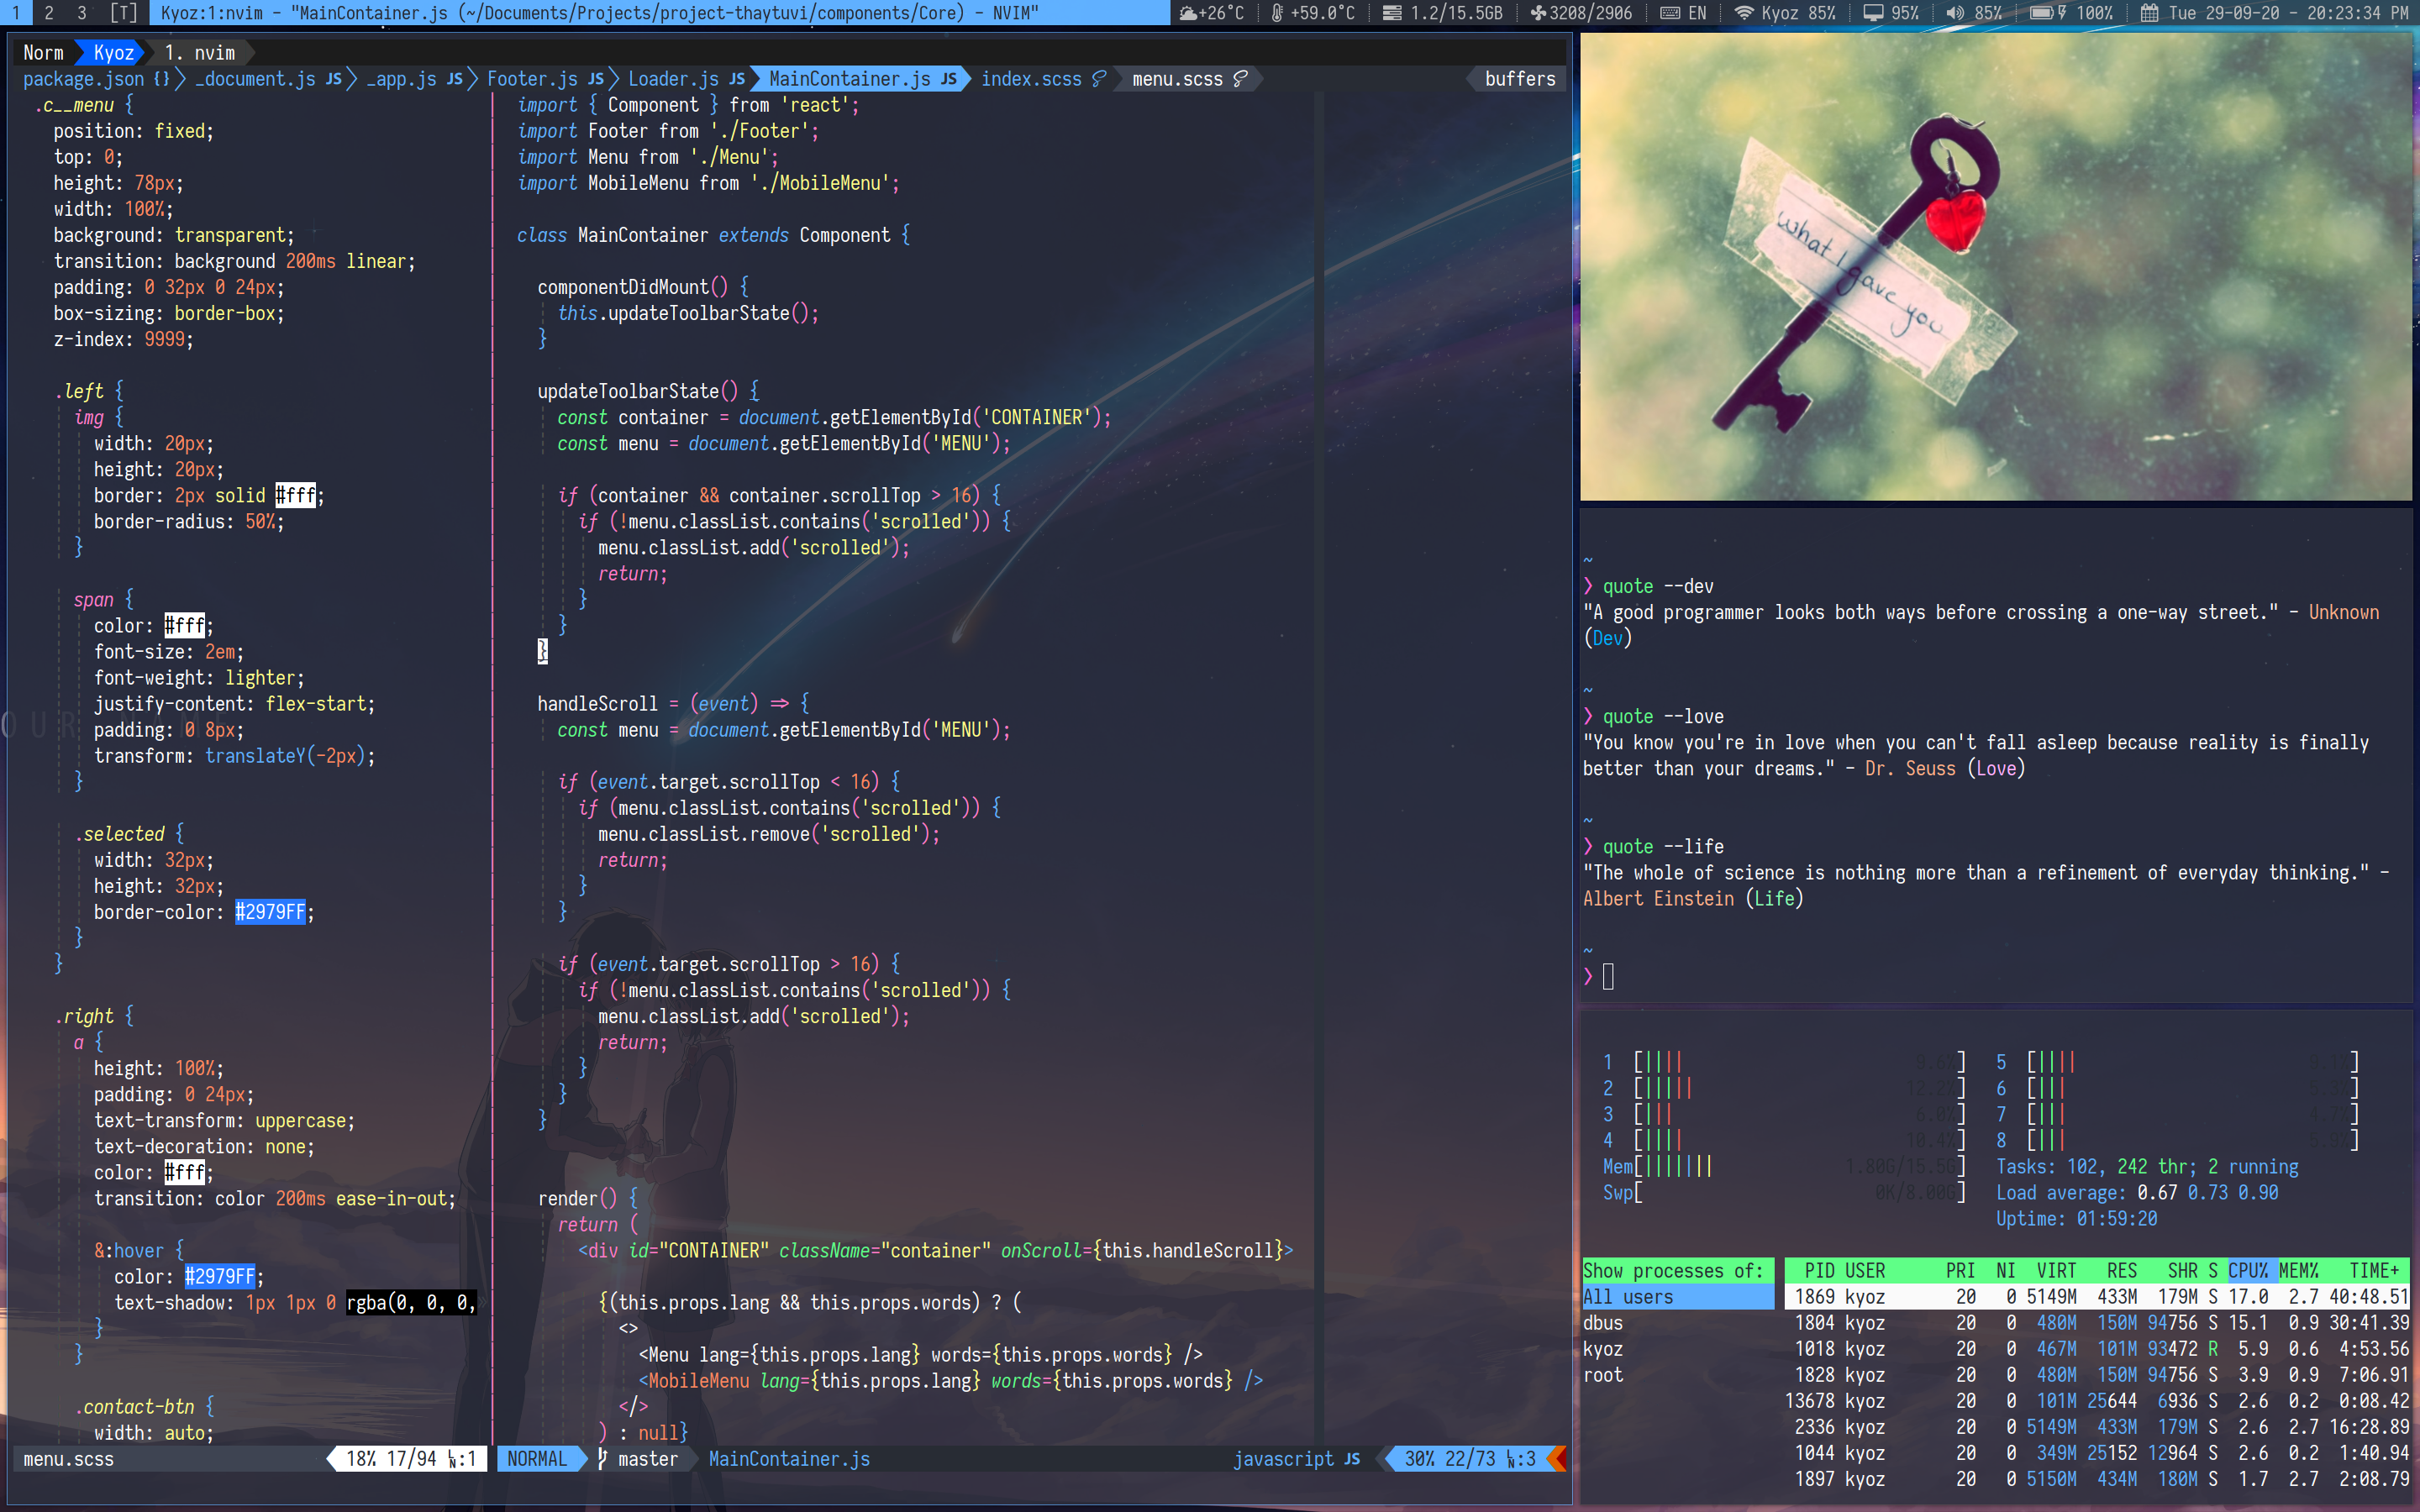 1 2 3 [T] Kyoz:1:nvim - "MainContainer.js (~/Documents/Projects/project-thaytuvi/components/Core) - NVIM" +26°C +59.0°C 1.2/15.5GB 3208/2906 EN Kyoz 85% 95% 85% 100% Tue 29-09-20 - 20:23:34 PM
Norm Kyoz 1. nvim
package.json {} _document.js JS _app.js JS Footer.js JS Loader.js JS MainContainer.js JS index.scss menu.scss buffers
.c__menu {
position: fixed;
top: 0;
height: 78px;
width: 100%;
background: transparent;
transition: background 200ms linear;
padding: 0 32px 0 24px;
box-sizing: border-box;
z-index: 9999;
.left {
img {
width: 20px;
height: 20px;
border: 2px solid #fff;
border-radius: 50%;
}
span {
color: #fff;
font-size: 2em;
font-weight: lighter;
justify-content: flex-start;
padding: 0 8px;
transform: translateY(-2px);
}
.selected {
width: 32px;
height: 32px;
border-color: #2979FF;
}
}
.right {
a {
height: 100%;
padding: 0 24px;
text-transform: uppercase;
text-decoration: none;
color: #fff;
transition: color 200ms ease-in-out;
&:hover {
color: #2979FF;
text-shadow: 1px 1px 0 rgba(0, 0, 0,
}
}
.contact-btn {
width: auto;
menu.scss 18% 17/94 :1
import { Component } from 'react';
import Footer from './Footer';
import Menu from './Menu';
import MobileMenu from './MobileMenu';
class MainContainer extends Component {
componentDidMount() {
this.updateToolbarState();
}
updateToolbarState() {
const container = document.getElementById('CONTAINER');
const menu = document.getElementById('MENU');
if (container && container.scrollTop > 16) {
if (!menu.classList.contains('scrolled')) {
menu.classList.add('scrolled');
return;
}
}
}
handleScroll = (event) => {
const menu = document.getElementById('MENU');
if (event.target.scrollTop < 16) {
if (menu.classList.contains('scrolled')) {
menu.classList.remove('scrolled');
return;
}
}
if (event.target.scrollTop > 16) {
if (!menu.classList.contains('scrolled')) {
menu.classList.add('scrolled');
return;
}
}
}
render() {
return (
<div id="CONTAINER" className="container" onScroll={this.handleScroll}>
{(this.props.lang && this.props.words) ? (
<>
<Menu lang={this.props.lang} words={this.props.words} />
<MobileMenu lang={this.props.lang} words={this.props.words} />
</>
) : null}
NORMAL master MainContainer.js javascript JS 30% 22/73 :3
what I gave you
~
❯ quote --dev
"A good programmer looks both ways before crossing a one-way street." - Unknown
(Dev)
~
❯ quote --love
"You know you're in love when you can't fall asleep because reality is finally
better than your dreams." - Dr. Seuss (Love)
~
❯ quote --life
"The whole of science is nothing more than a refinement of everyday thinking." -
Albert Einstein (Life)
~
❯
1 [|||| 9.6%] 5 [|||| ]
2 [||||| 12.2%] 6 [||| ]
3 [||| 6.0%] 7 [||| ]
4 [|||| 10.4%] 8 [||| ]
Mem[||||||| 1.80G/15.5G] Tasks: 102, 242 thr; 2 running
Swp[ 0K/8.00G] Load average: 0.67 0.73 0.90
Uptime: 01:59:20
Show processes of: PID USER PRI NI VIRT RES SHR S CPU% MEM% TIME+
All users 1869 kyoz 20 0 5149M 433M 179M S 17.0 2.7 40:48.51
dbus 1804 kyoz 20 0 480M 150M 94756 S 15.1 0.9 30:41.39
kyoz 1018 kyoz 20 0 467M 101M 93472 R 5.9 0.6 4:53.56
root 1828 kyoz 20 0 480M 150M 94756 S 3.9 0.9 7:06.91
13678 kyoz 20 0 101M 25644 6936 S 2.6 0.2 0:08.42
2336 kyoz 20 0 5149M 433M 179M S 2.6 2.7 16:28.89
1044 kyoz 20 0 349M 25152 12964 S 2.6 0.2 1:40.94
1897 kyoz 20 0 5150M 434M 180M S 1.7 2.7 2:08.79